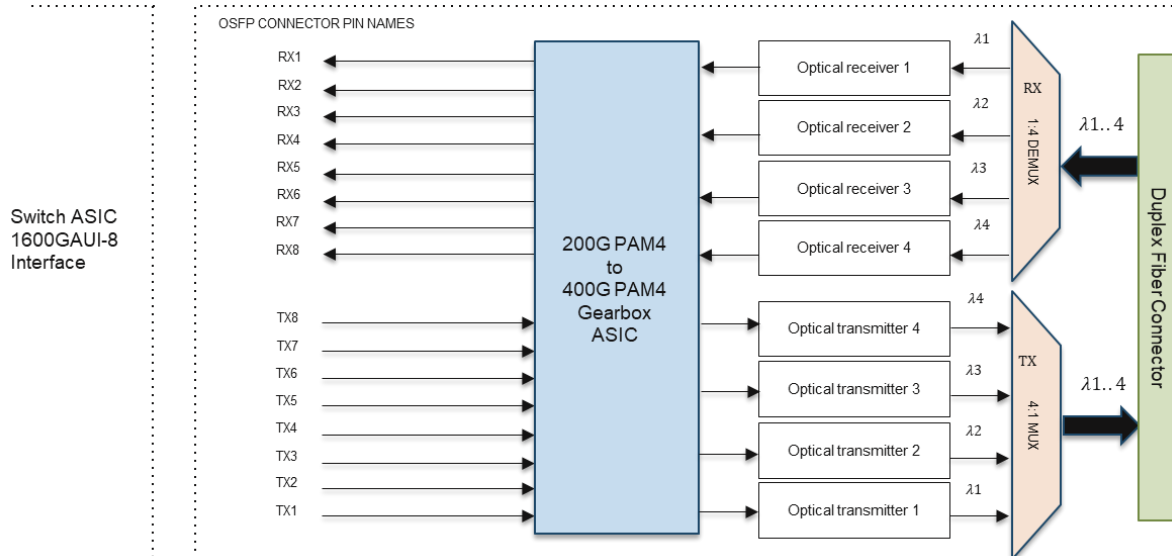 OSFP CONNECTOR PIN NAMES
RX1
RX2
RX3
RX4
RX5
RX6
RX7
RX8
TX8
TX7
TX6
TX5
TX4
TX3
TX2
TX1
Switch ASIC
1600GAUI-8
Interface
200G PAM4
to
400G PAM4
Gearbox
ASIC
Optical receiver 1
Optical receiver 2
Optical receiver 3
Optical receiver 4
Optical transmitter 4
Optical transmitter 3
Optical transmitter 2
Optical transmitter 1
λ1
λ2
λ3
λ4
λ4
λ3
λ2
λ1
RX
1:4 DEMUX
TX
4:1 MUX
λ1..4
λ1..4
Duplex Fiber Connector